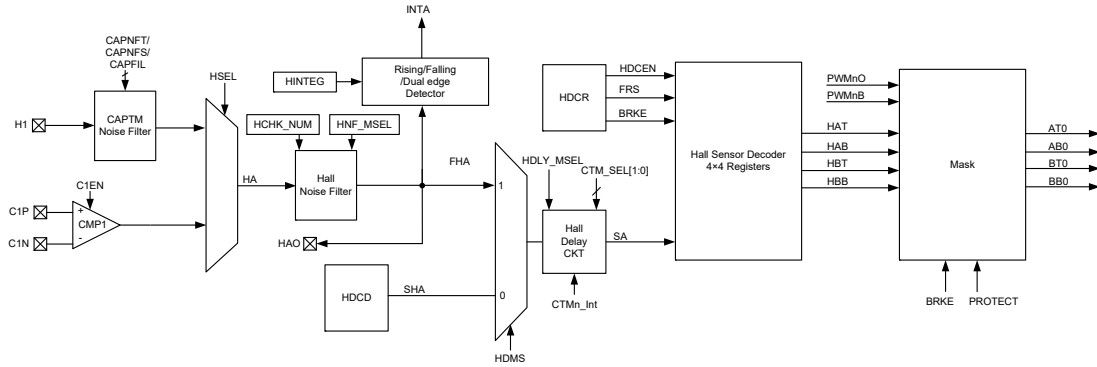 INTA
CAPNFT/
CAPNFS/
CAPFIL
HSEL
HINTEG
Rising/Falling
/Dual edge
Detector
H1
CAPTM
Noise Filter
HCHK_NUM
HNF_MSEL
HA
Hall
Noise Filter
FHA
C1EN
C1P
+
CMP1
-
C1N
HAO
HDCD
SHA
1
0
HDMS
HDLY_MSEL
CTM_SEL[1:0]
Hall
Delay
CKT
CTMn_Int
SA
HDCR
HDCEN
FRS
BRKE
Hall Sensor Decoder
4×4 Registers
PWMnO
PWMnB
HAT
HAB
HBT
HBB
Mask
AT0
AB0
BT0
BB0
BRKE
PROTECT